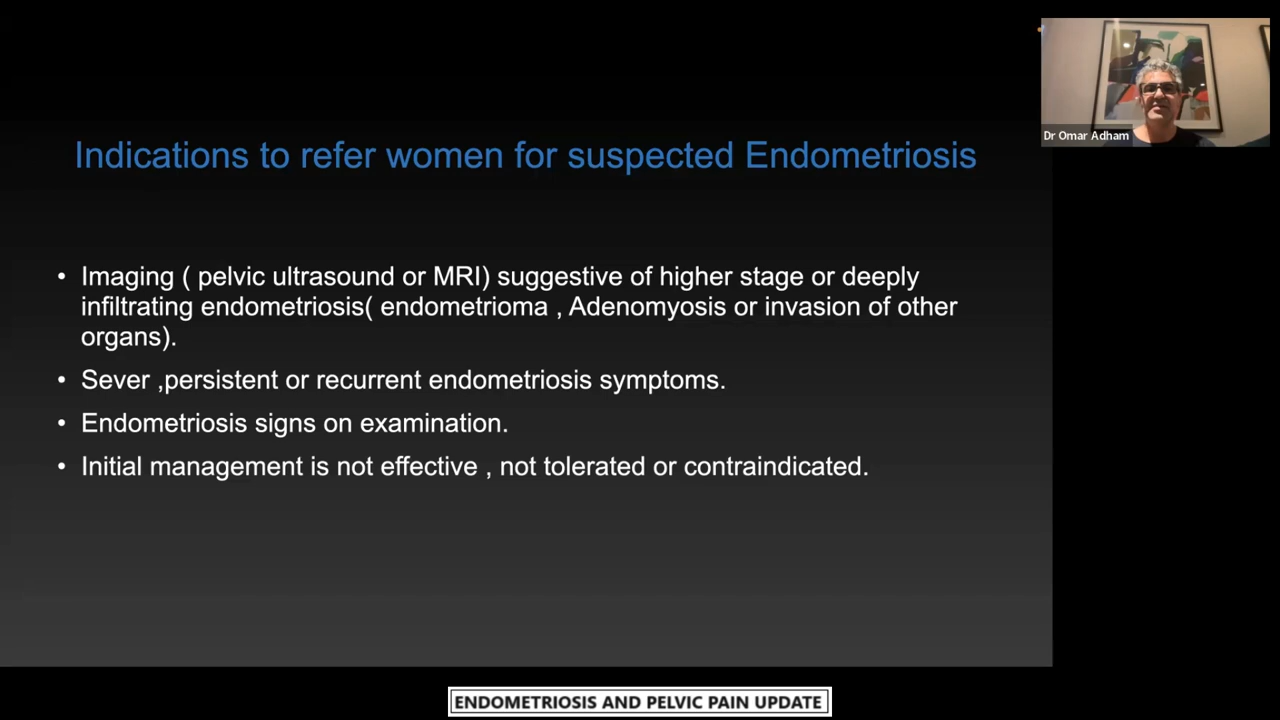 Dr Omar Adham
Indications to refer women for suspected Endometriosis
• Imaging ( pelvic ultrasound or MRI) suggestive of higher stage or deeply
infiltrating endometriosis( endometrioma , Adenomyosis or invasion of other
organs).
• Sever ,persistent or recurrent endometriosis symptoms.
• Endometriosis signs on examination.
• Initial management is not effective , not tolerated or contraindicated.
ENDOMETRIOSIS AND PELVIC PAIN UPDATE